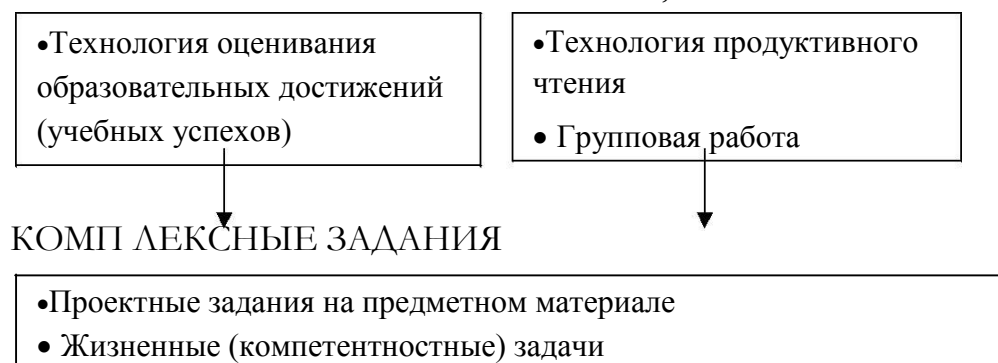 •Технология оценивания
образовательных достижений
(учебных успехов)
•Технология продуктивного
чтения
• Групповая работа
КОМП ЛЕКСНЫЕ ЗАДАНИЯ
•Проектные задания на предметном материале
• Жизненные (компетентностные) задачи